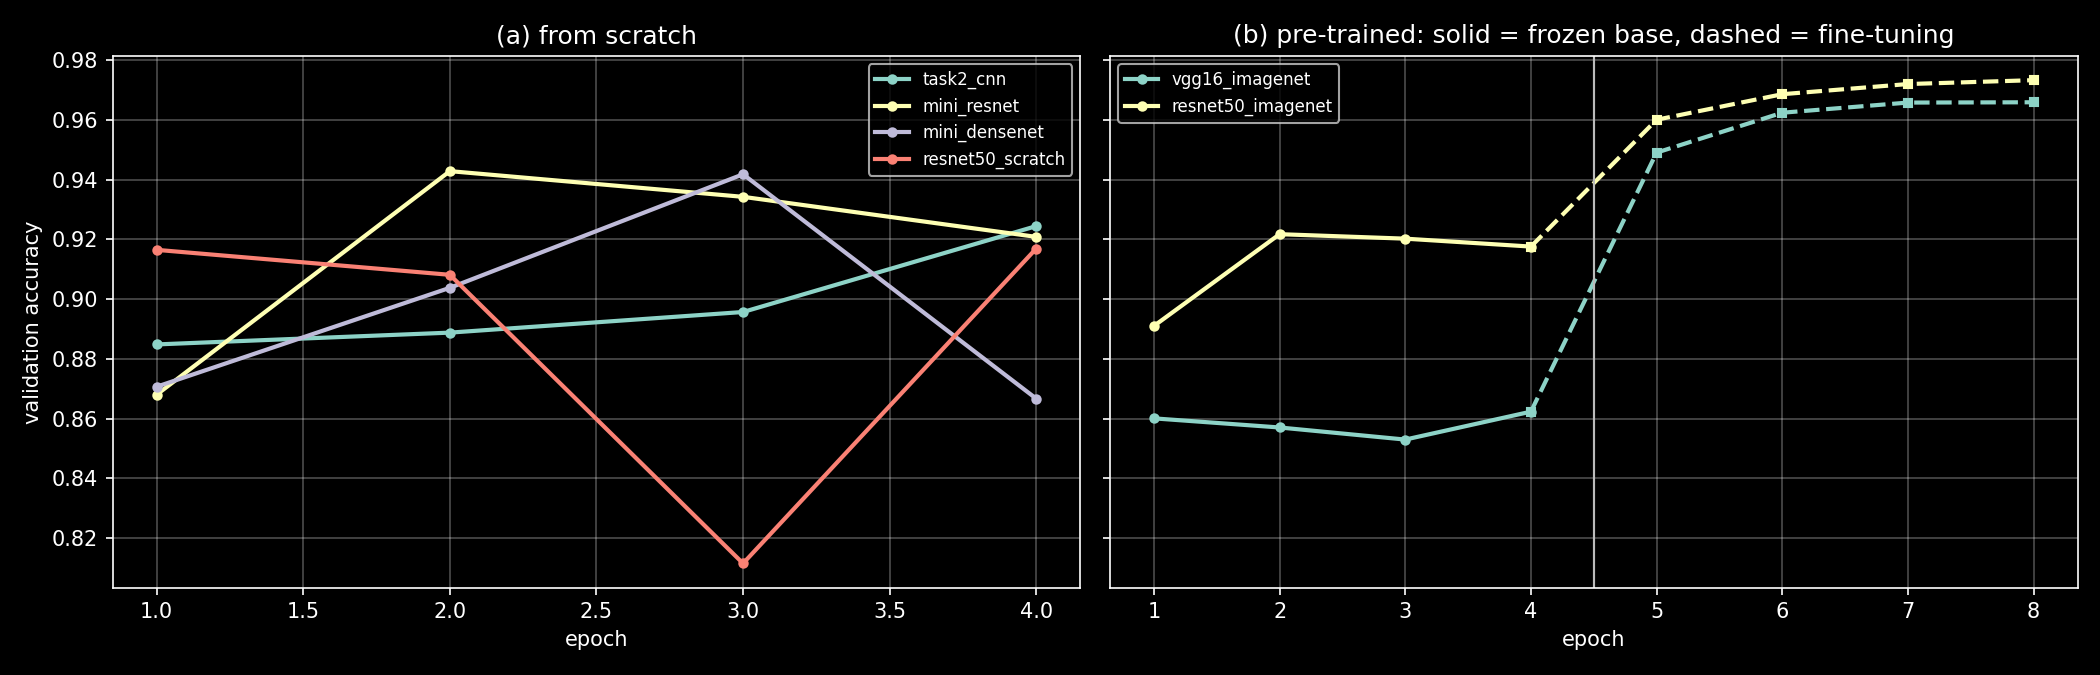 (a) from scratch
validation accuracy
0.98
0.96
0.94
0.92
0.90
0.88
0.86
0.84
0.82
task2_cnn
mini_resnet
mini_densenet
resnet50_scratch
1.0 1.5 2.0 2.5 3.0 3.5 4.0
epoch
(b) pre-trained: solid = frozen base, dashed = fine-tuning
vgg16_imagenet
resnet50_imagenet
1 2 3 4 5 6 7 8
epoch